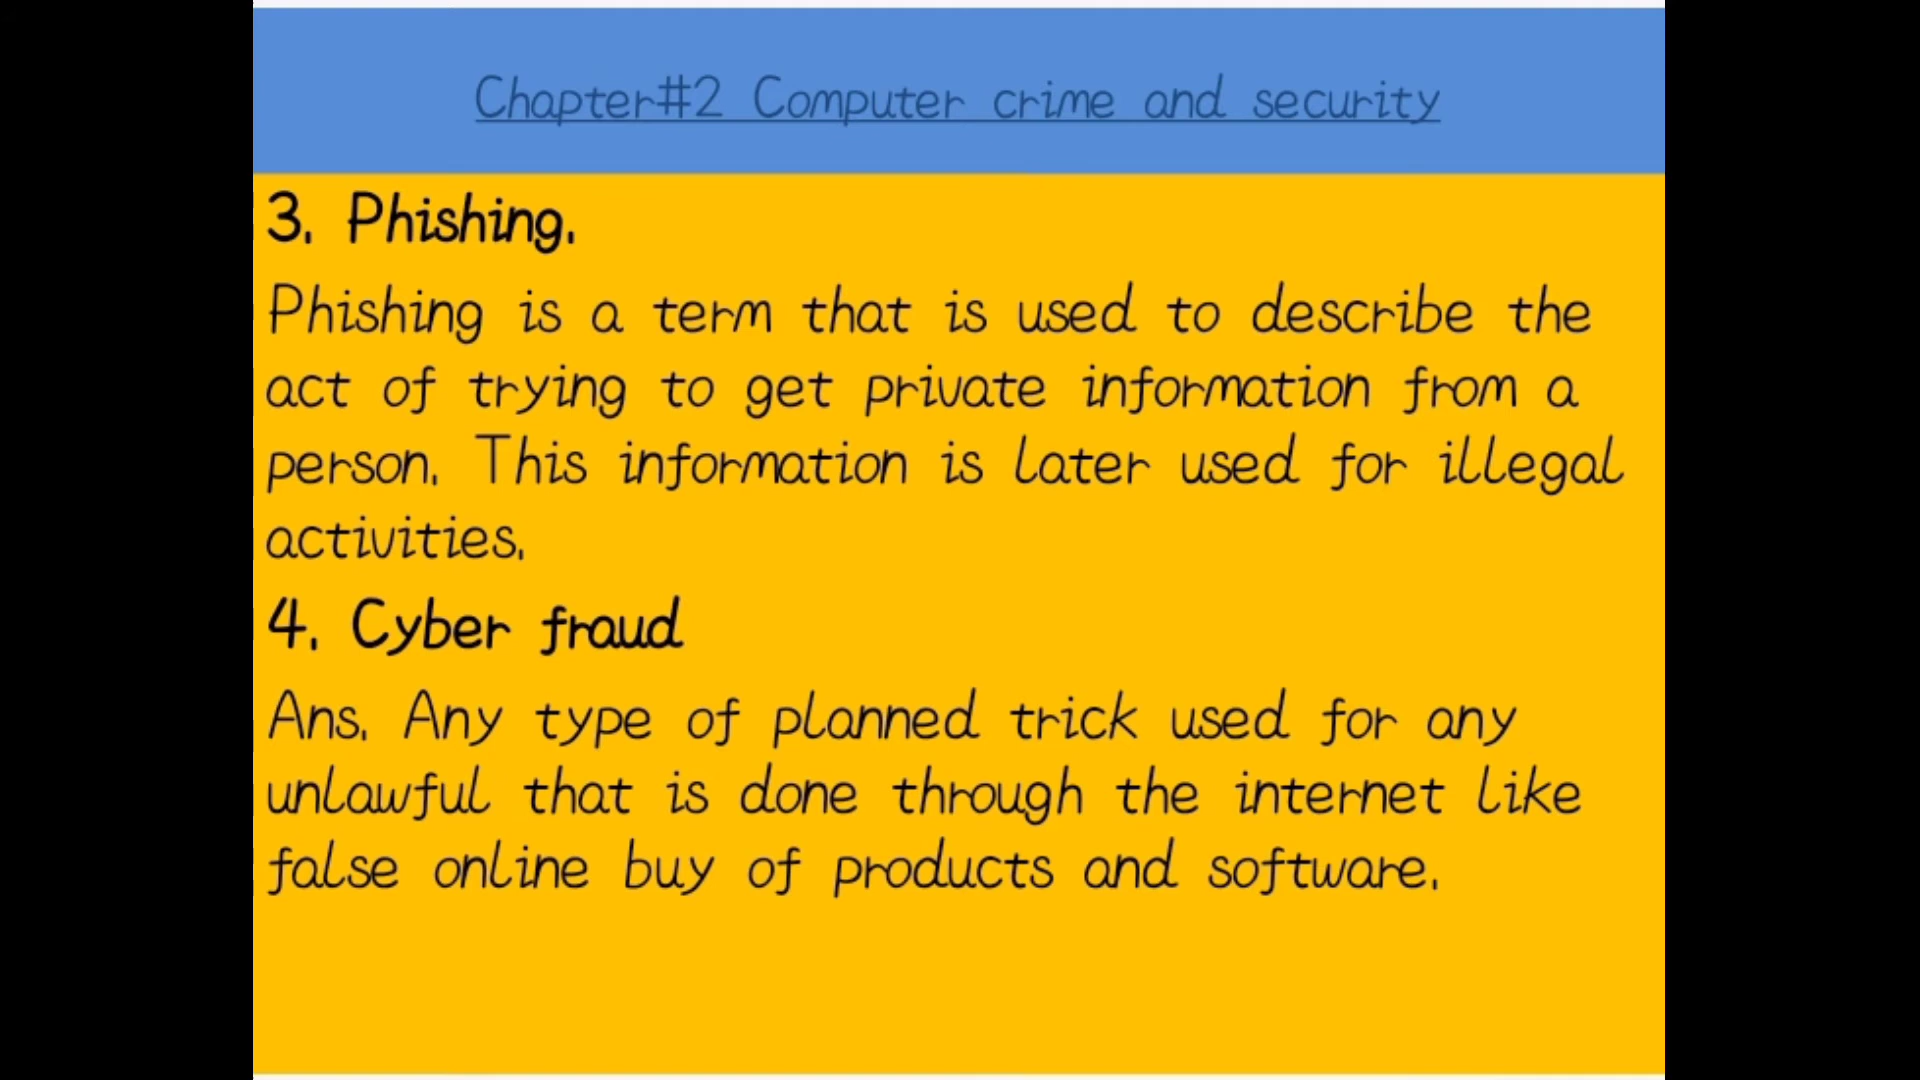 Chapter#2 Computer crime and security
3. Phishing.
Phishing is a term that is used to describe the
act of trying to get private information from a
person. This information is later used for illegal
activities.
4. Cyber fraud
Ans. Any type of planned trick used for any
unlawful that is done through the internet like
false online buy of products and software.